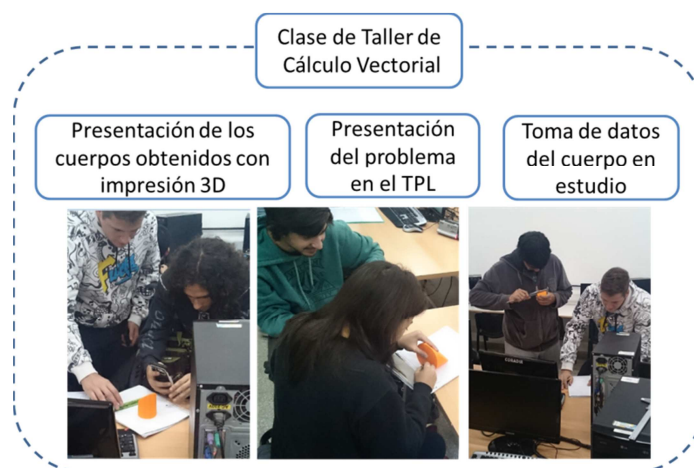 Clase de Taller de
Cálculo Vectorial
Presentación de los
cuerpos obtenidos con
impresión 3D
Presentación
del problema
en el TPL
Toma de datos
del cuerpo en
estudio